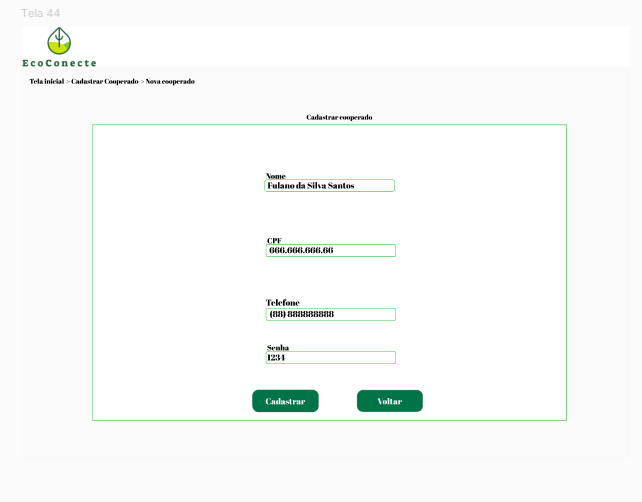 Tela 44
EcoConecte
Tela inicial > Cadastrar Cooperado > Nova cooperado
Cadastrar cooperado
Nome
Fulano da Silva Santos
CPF
666.666.666.66
Telefone
(88) 888888888
Senha
1234
Cadastrar
Voltar